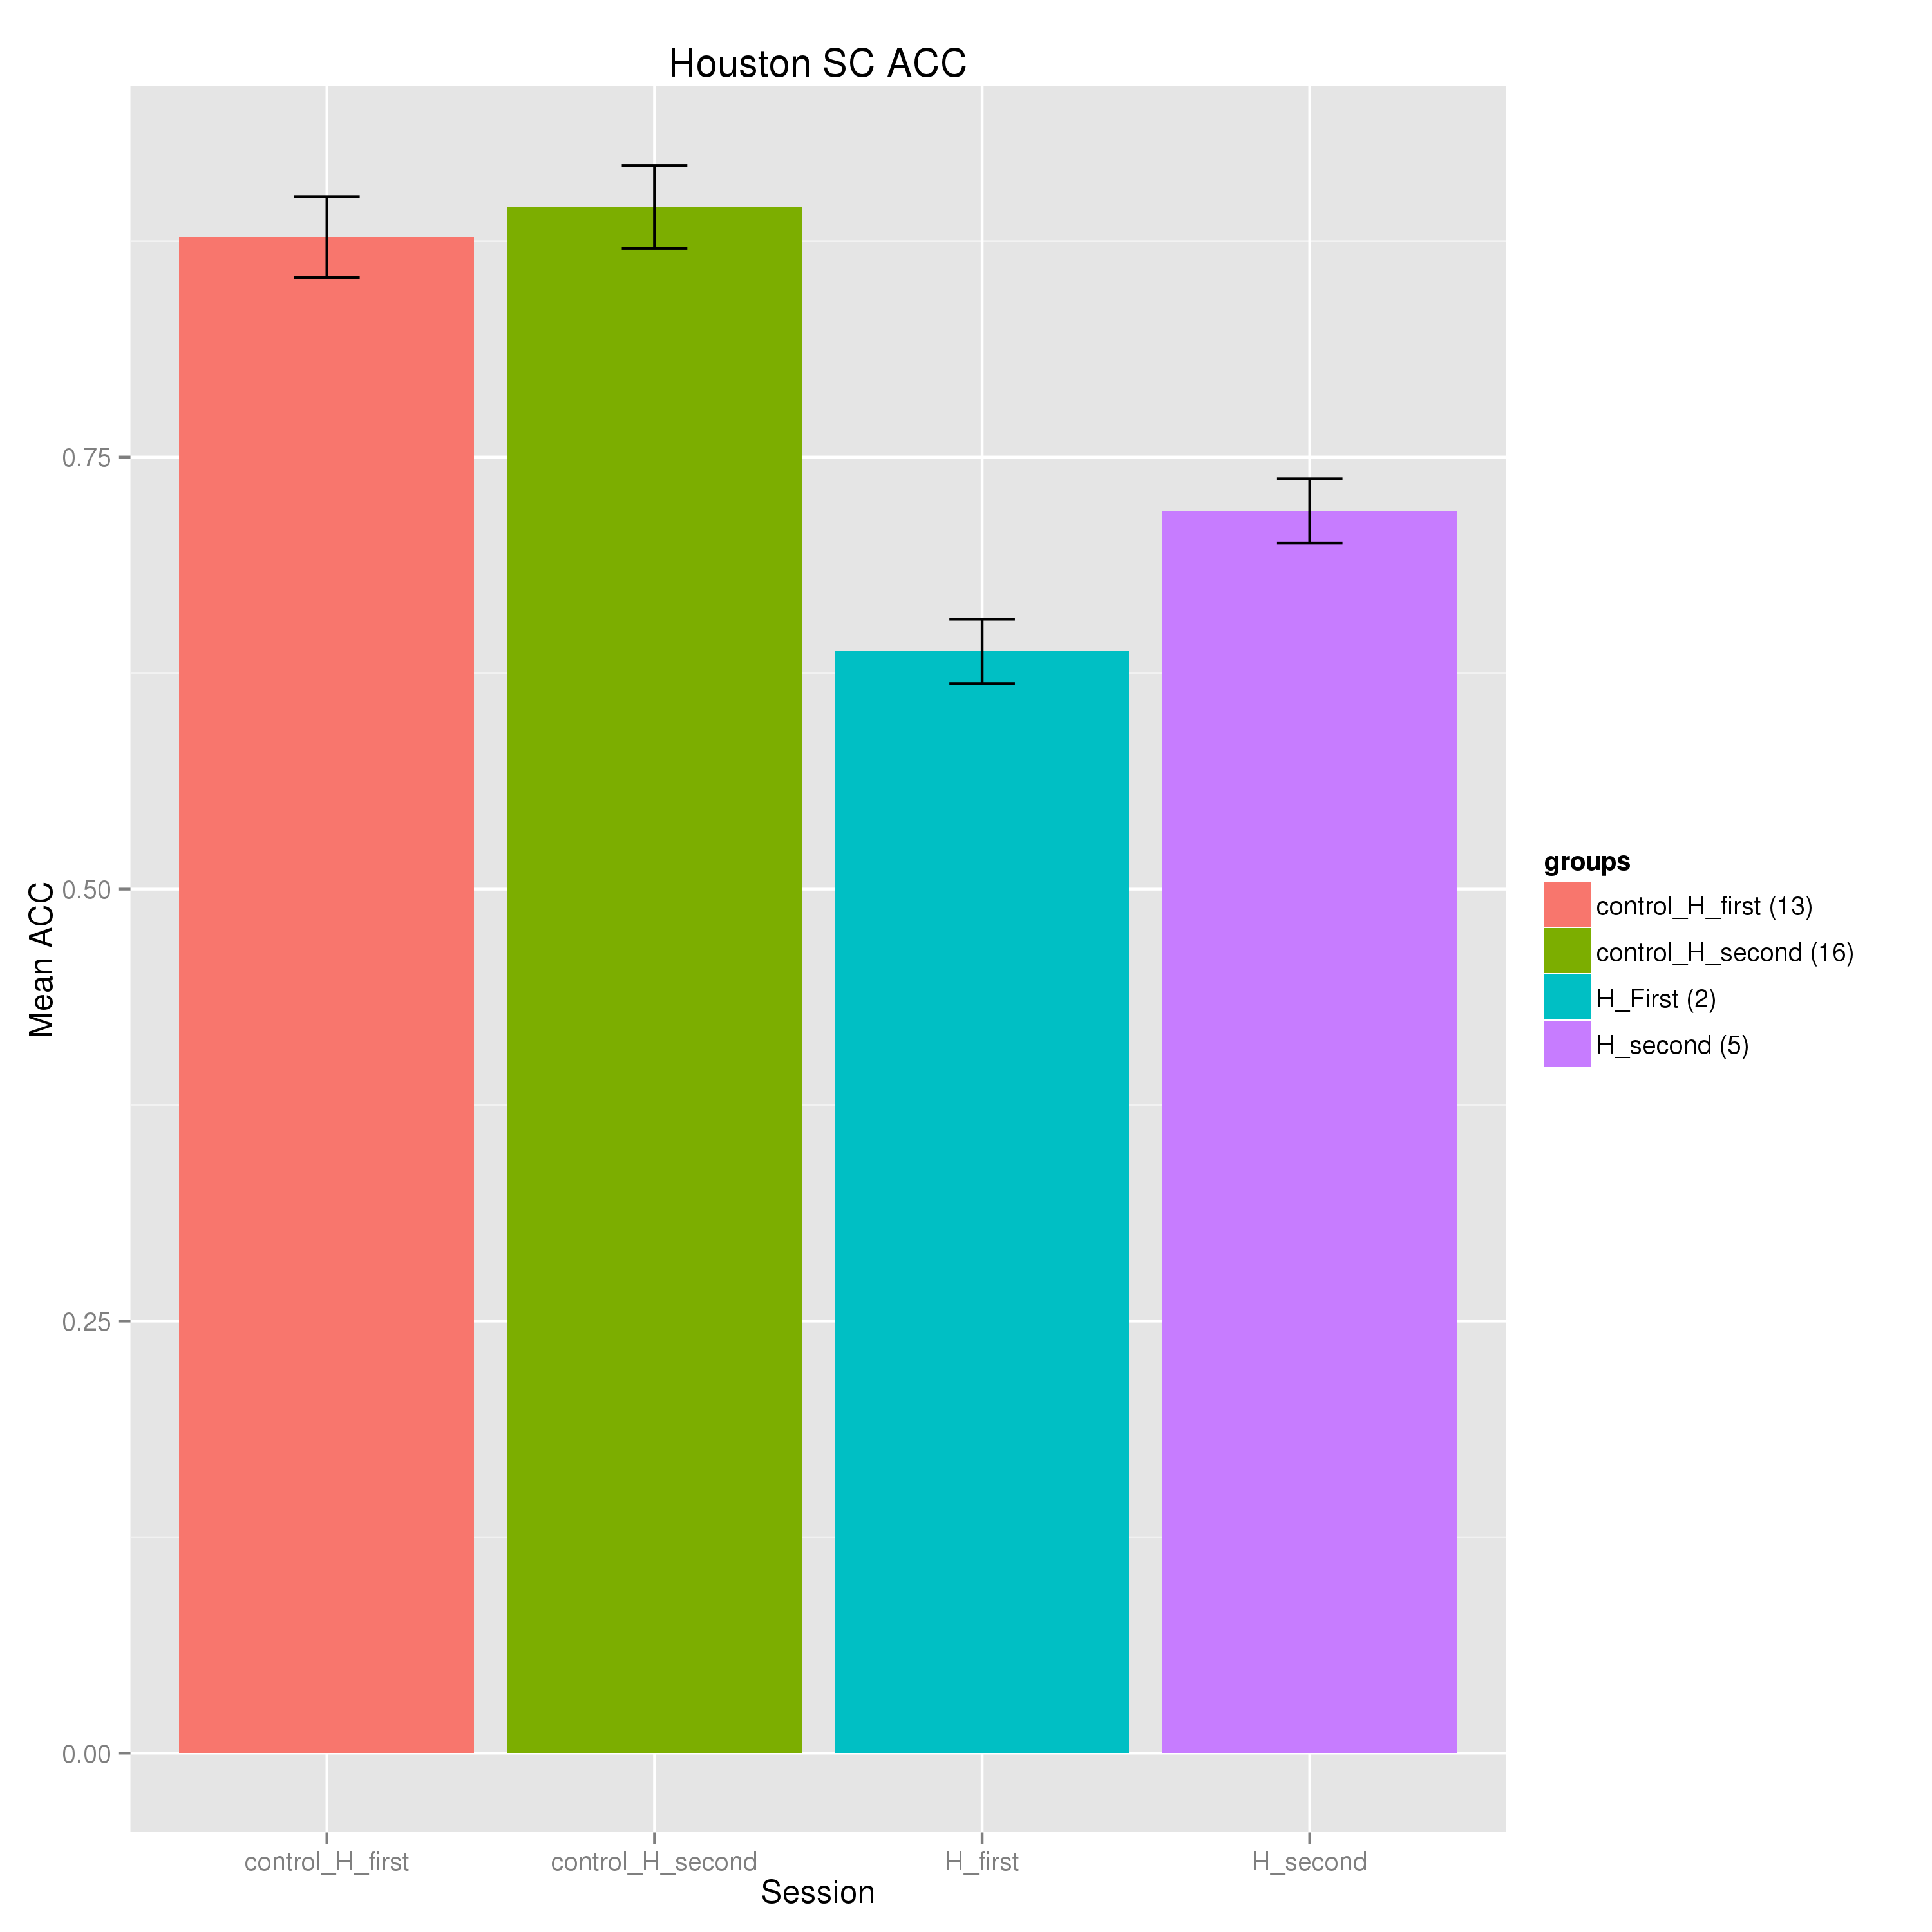 Houston SC ACC
Mean ACC
0.75
0.50
0.25
0.00
control_H_first
control_H_second
H_first
H_second
Session
groups
control_H_first (13)
control_H_second (16)
H_First (2)
H_second (5)